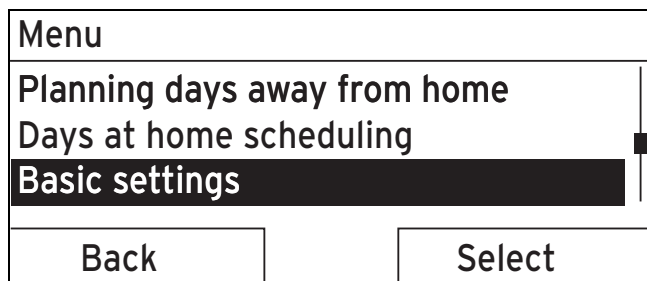 Menu
Planning days away from home
Days at home scheduling
Basic settings
Back Select